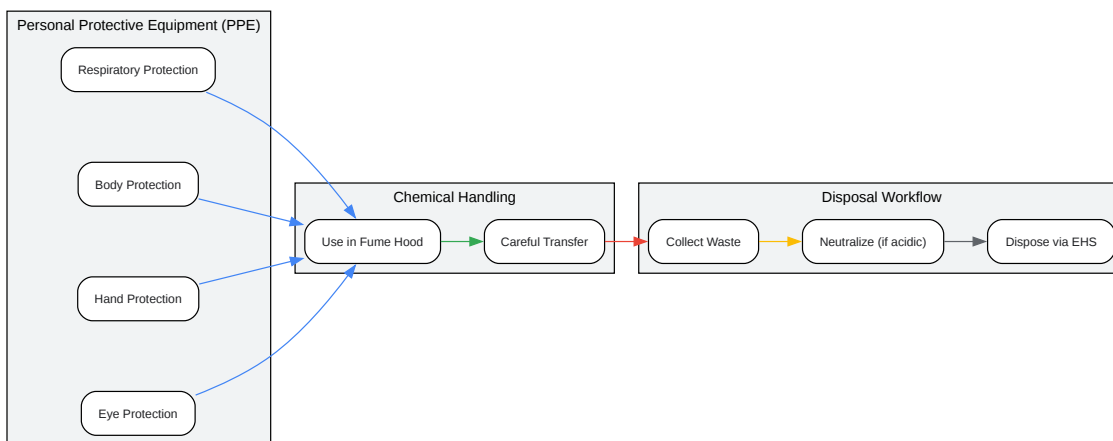 Personal Protective Equipment (PPE)
Respiratory Protection
Body Protection
Hand Protection
Eye Protection
Chemical Handling
Use in Fume Hood
Careful Transfer
Disposal Workflow
Collect Waste
Neutralize (if acidic)
Dispose via EHS